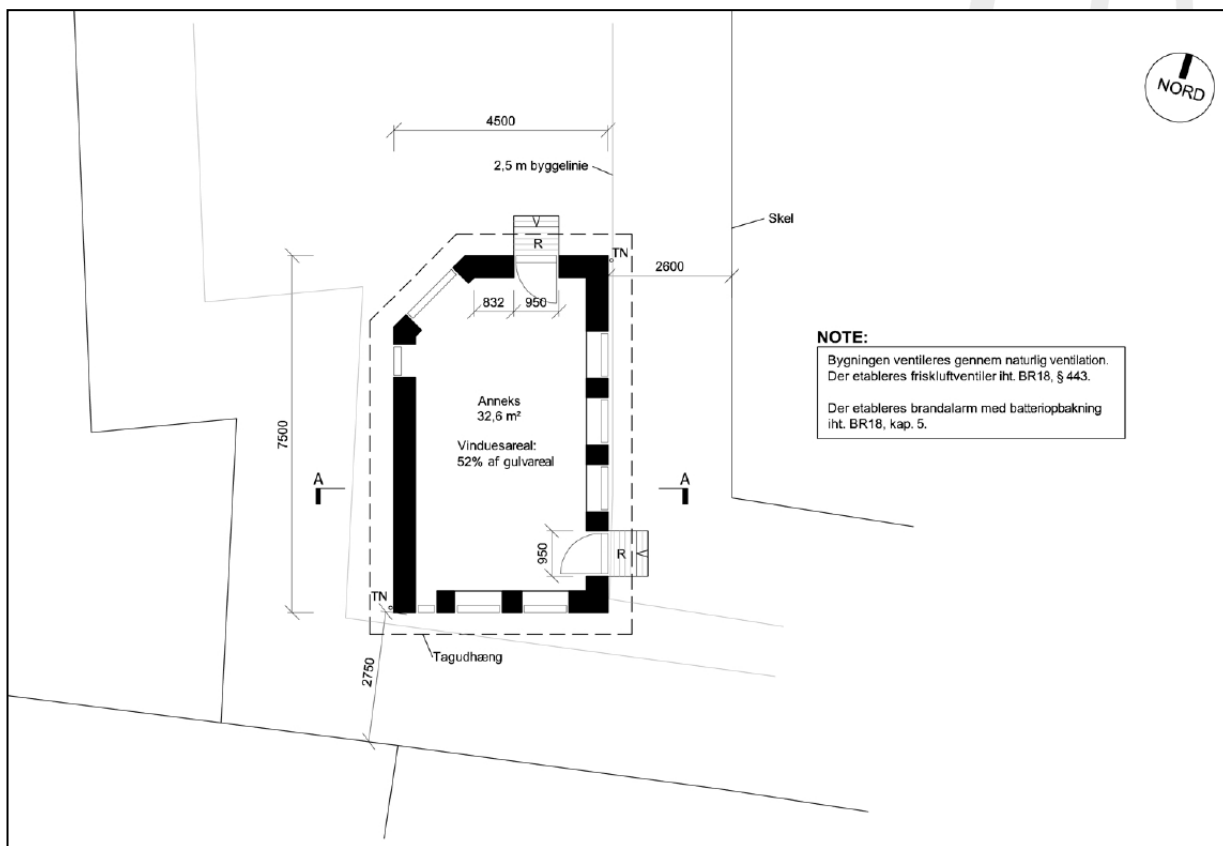 NORD
4500
2,5 m byggelinie
Skel
V
R
TN
2600
832
950
7500
NOTE:
Bygningen ventileres gennem naturlig ventilation.
Der etableres friskluftventiler iht. BR18, § 443.
Der etableres brandalarm med batteriopbakning
iht. BR18, kap. 5.
Anneks
32,6 m²
Vinduesareal:
52% af gulvareal
A
A
950
R
V
TN
Tagudhæng
2750